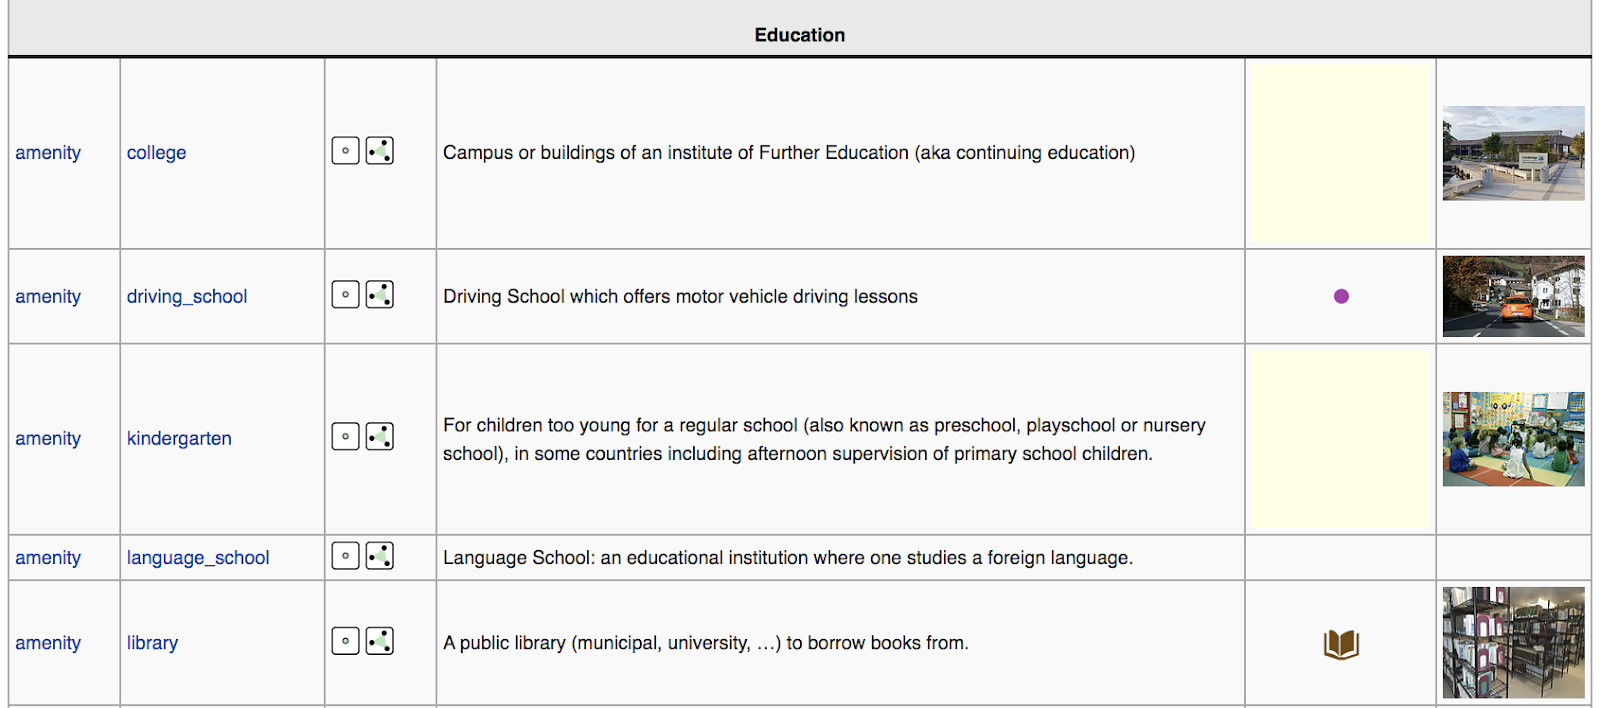 Education
amenity college Campus or buildings of an institute of Further Education (aka continuing education)
amenity driving_school Driving School which offers motor vehicle driving lessons
amenity kindergarten For children too young for a regular school (also known as preschool, playschool or nursery
school), in some countries including afternoon supervision of primary school children.
amenity language_school Language School: an educational institution where one studies a foreign language.
amenity library A public library (municipal, university, …) to borrow books from.